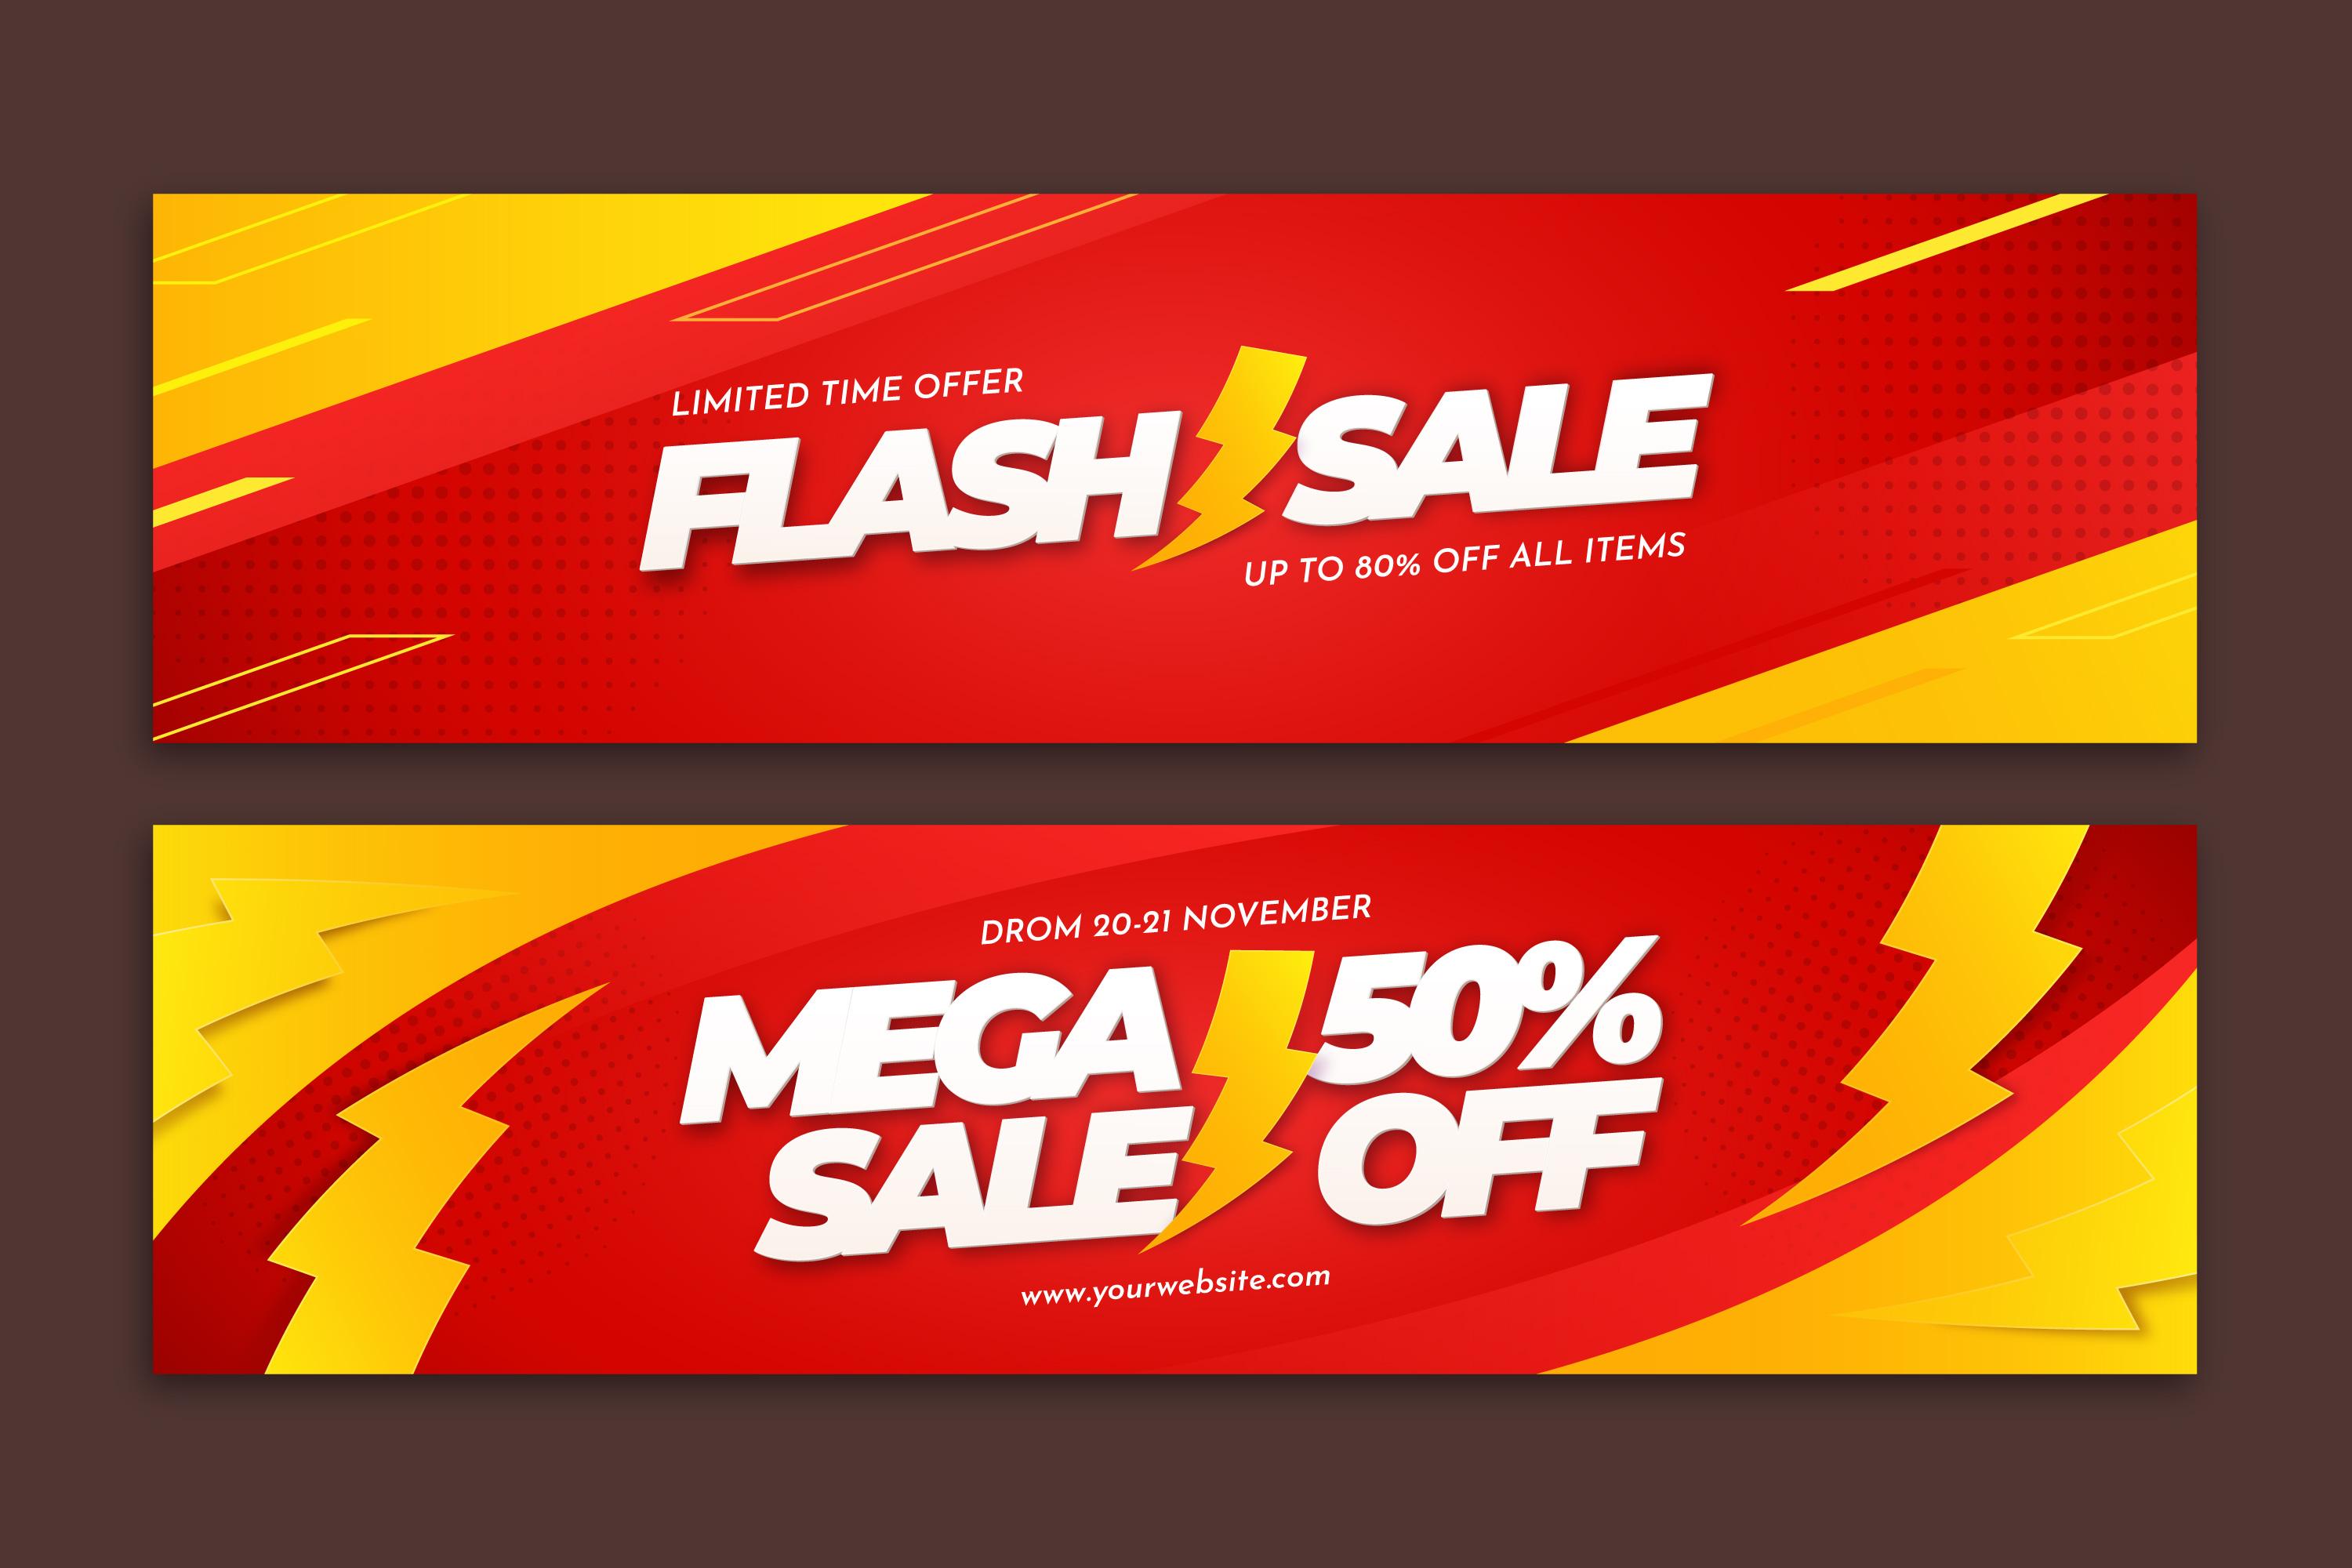 LIMITED TIME OFFER
FLASH SALE
UP TO 80% OFF ALL ITEMS
DROM 20-21 NOVEMBER
MEGA 50%
SALE OFF
www.yourwebsite.com